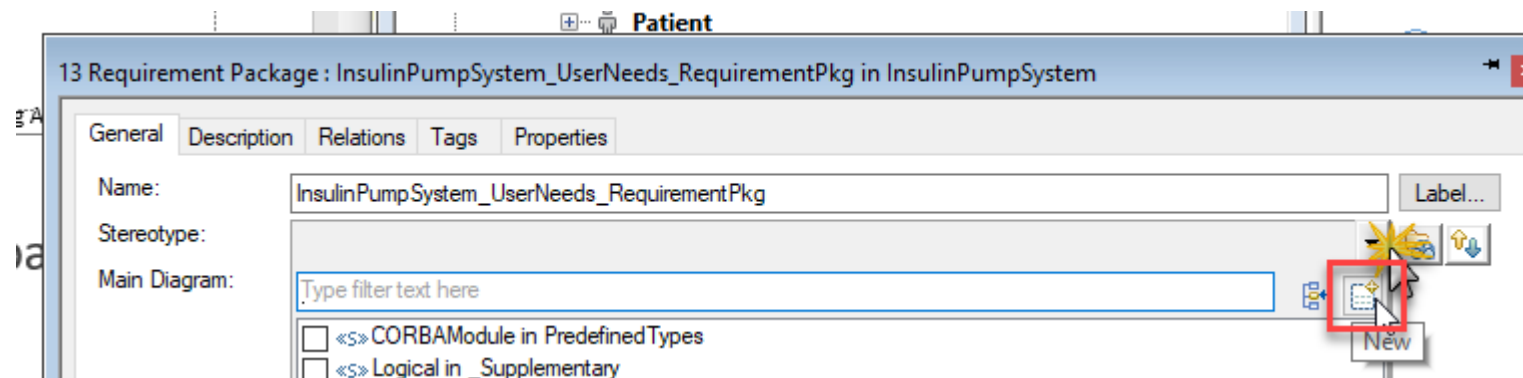 Patient
13 Requirement Package : InsulinPumpSystem_UserNeeds_RequirementPkg in InsulinPumpSystem
General Description Relations Tags Properties
Name: InsulinPumpSystem_UserNeeds_RequirementPkg Label...
Stereotype:
Main Diagram: Type filter text here
New
«S» CORBAModule in PredefinedTypes
«S» Logical in _Supplementary